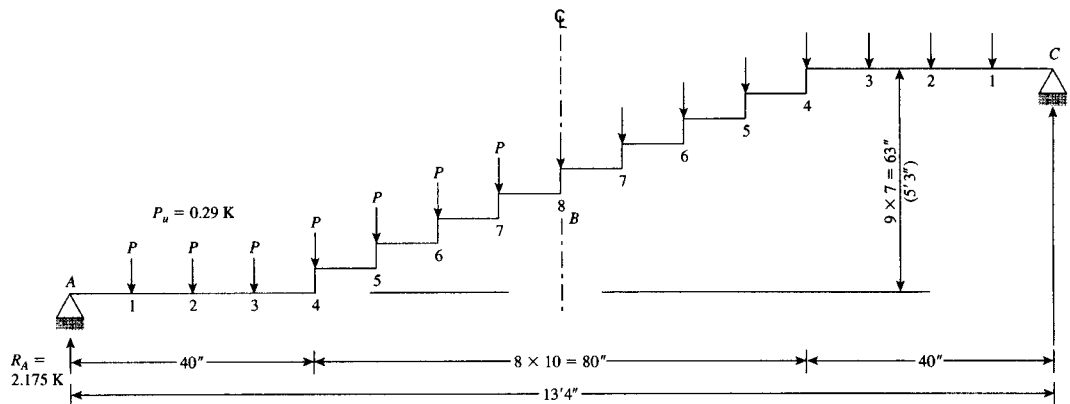 ℄
C
3
2
1
4
5
6
7
8
B
9 × 7 = 63"
(5'3")
P
P
P
P
P
P
P
P_u = 0.29 K
A
1
2
3
4
5
6
7
R_A =
2.175 K
40"
8 × 10 = 80"
40"
13'4"